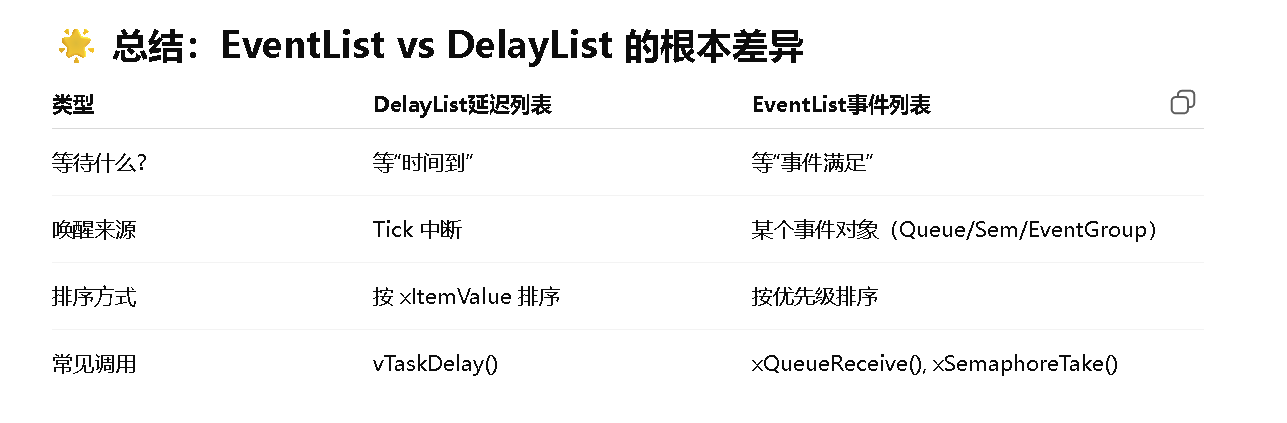 🌟 总结：EventList vs DelayList 的根本差异
类型 DelayList延迟列表 EventList事件列表
等待什么？ 等“时间到” 等“事件满足”
唤醒来源 Tick 中断 某个事件对象（Queue/Sem/EventGroup）
排序方式 按 xItemValue 排序 按优先级排序
常见调用 vTaskDelay() xQueueReceive(), xSemaphoreTake()